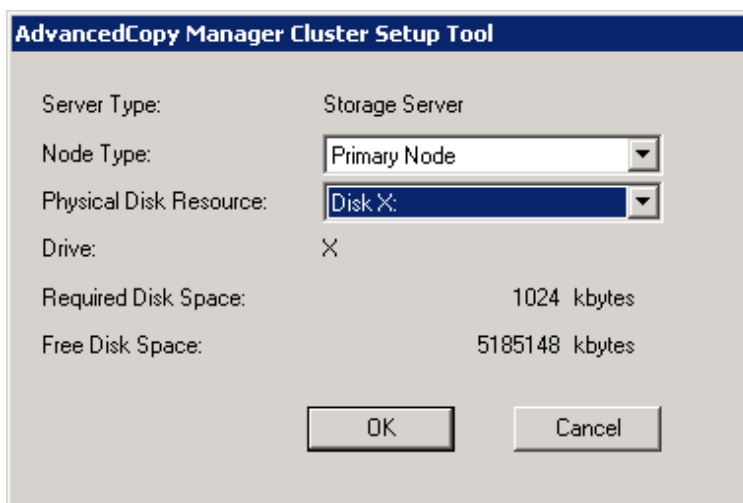 AdvancedCopy Manager Cluster Setup Tool
Server Type: Storage Server
Node Type: Primary Node
Physical Disk Resource: Disk X:
Drive: X
Required Disk Space: 1024 kbytes
Free Disk Space: 5185148 kbytes
OK Cancel